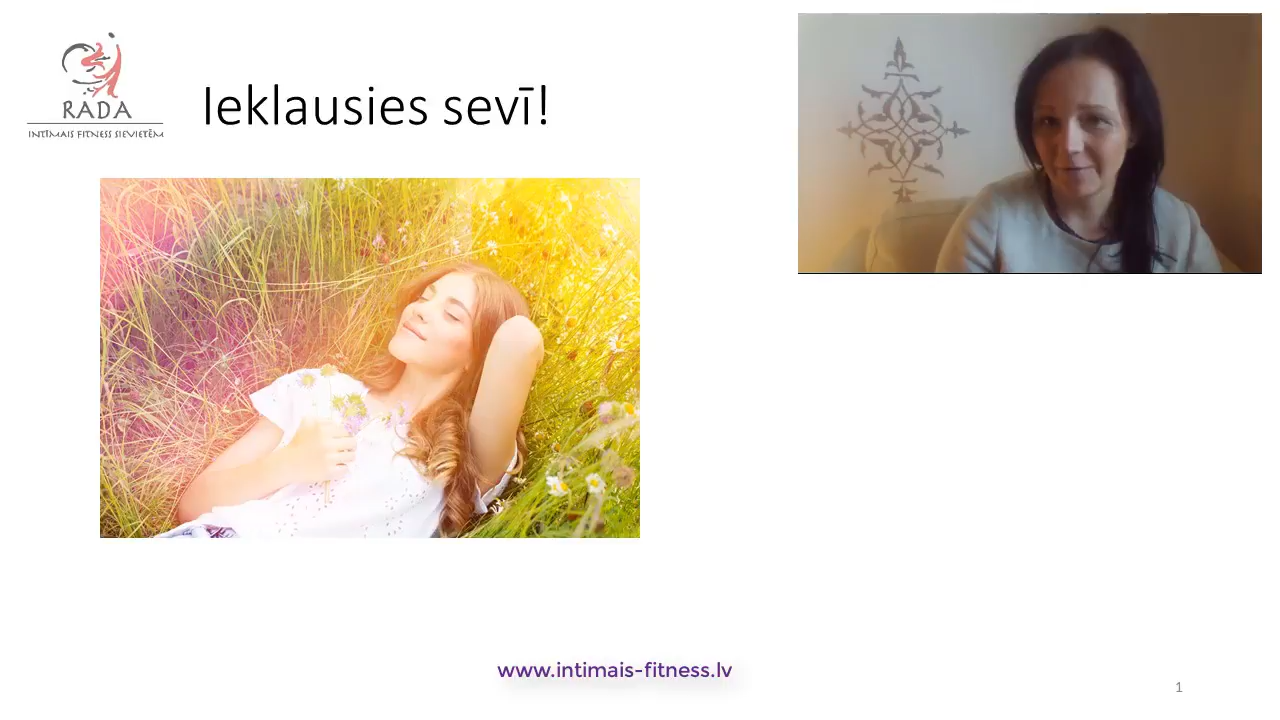 RADA
INTĪMAIS FITNESS SIEVIETĒM
Ieklausies sevī!
www.intimais-fitness.lv
1